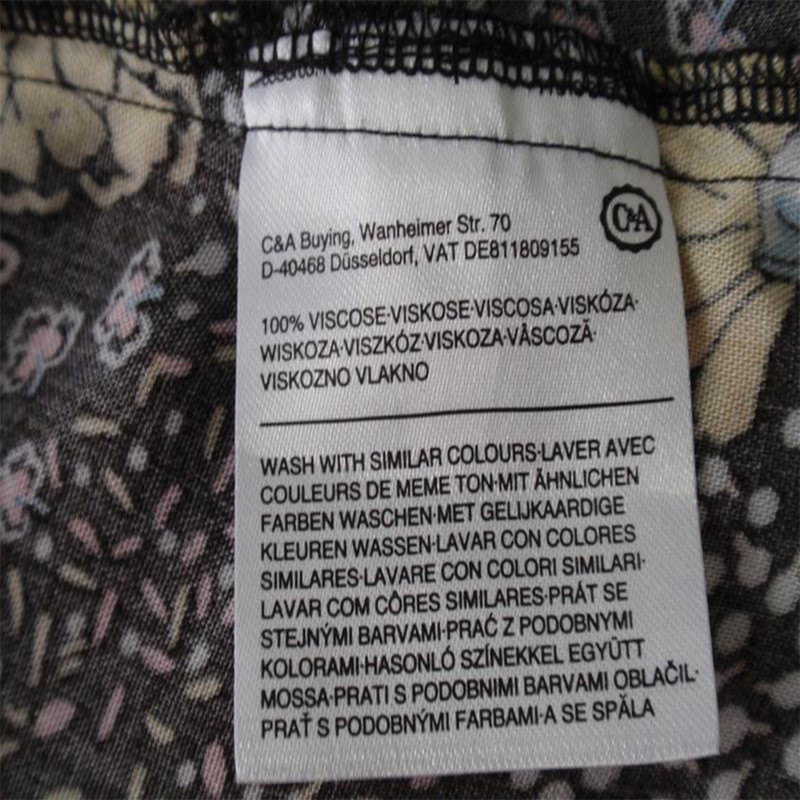 C&A Buying, Wanheimer Str. 70
C&A
D-40468 Düsseldorf, VAT DE811809155
100% VISCOSE·VISKOSE·VISCOSA·VISKÓZA·
WISKOZA·VISZKÓZ·VISKOZA·VÂSCOZĂ·
VISKOZNO VLAKNO
WASH WITH SIMILAR COLOURS·LAVER AVEC
COULEURS DE MEME TON·MIT ÄHNLICHEN
FARBEN WASCHEN·MET GELIJKAARDIGE
KLEUREN WASSEN·LAVAR CON COLORES
SIMILARES·LAVARE CON COLORI SIMILARI·
LAVAR COM CÔRES SIMILARES·PRÁT SE
STEJNÝMI BARVAMI·PRAĆ Z PODOBNYMI
KOLORAMI·HASONLÓ SZÍNEKKEL EGYÜTT
MOSSA·PRATI S PODOBNIMI BARVAMI OBLAČIL·
PRAŤ S PODOBNÝMI FARBAMI·A SE SPĂLA